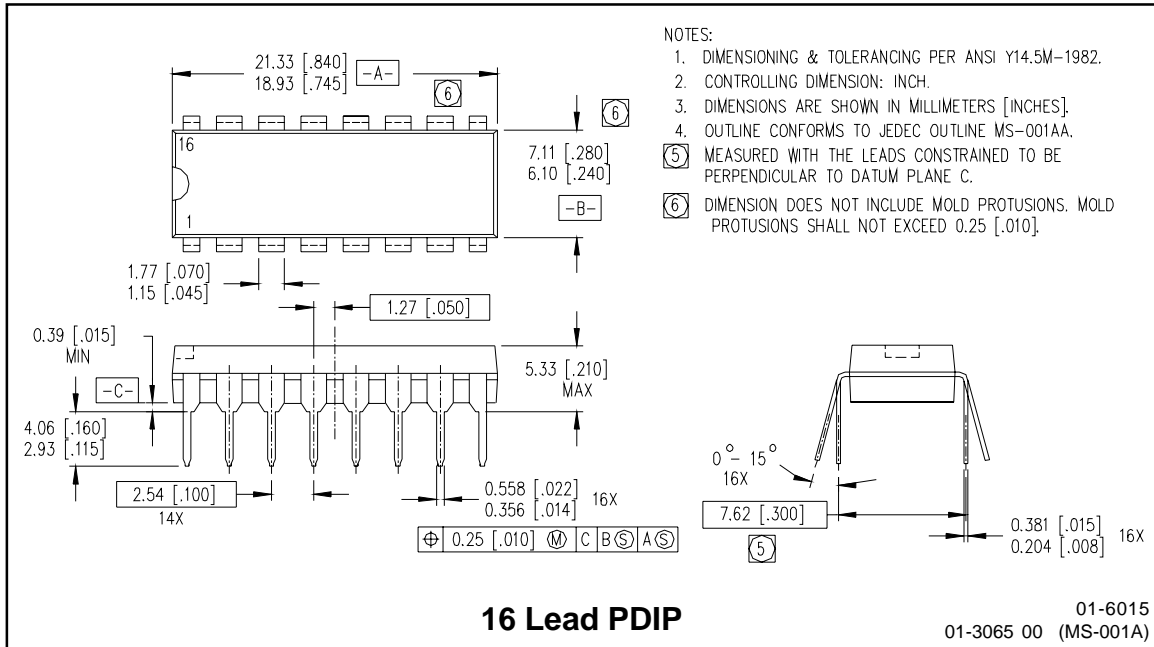 21.33 [.840]
18.93 [.745]
-A-
6
6
16
1
7.11 [.280]
6.10 [.240]
-B-
NOTES:
1. DIMENSIONING & TOLERANCING PER ANSI Y14.5M-1982.
2. CONTROLLING DIMENSION: INCH.
3. DIMENSIONS ARE SHOWN IN MILLIMETERS [INCHES].
4. OUTLINE CONFORMS TO JEDEC OUTLINE MS-001AA.
5 MEASURED WITH THE LEADS CONSTRAINED TO BE
PERPENDICULAR TO DATUM PLANE C.
6 DIMENSION DOES NOT INCLUDE MOLD PROTUSIONS. MOLD
PROTUSIONS SHALL NOT EXCEED 0.25 [.010].
1.77 [.070]
1.15 [.045]
1.27 [.050]
0.39 [.015]
MIN
-C-
5.33 [.210]
MAX
4.06 [.160]
2.93 [.115]
2.54 [.100]
14X
0.558 [.022]
0.356 [.014]
16X
⌖ 0.25 [.010] Ⓜ C B Ⓢ A Ⓢ
0° - 15°
16X
7.62 [.300]
5
0.381 [.015]
0.204 [.008]
16X
16 Lead PDIP
01-6015
01-3065 00 (MS-001A)